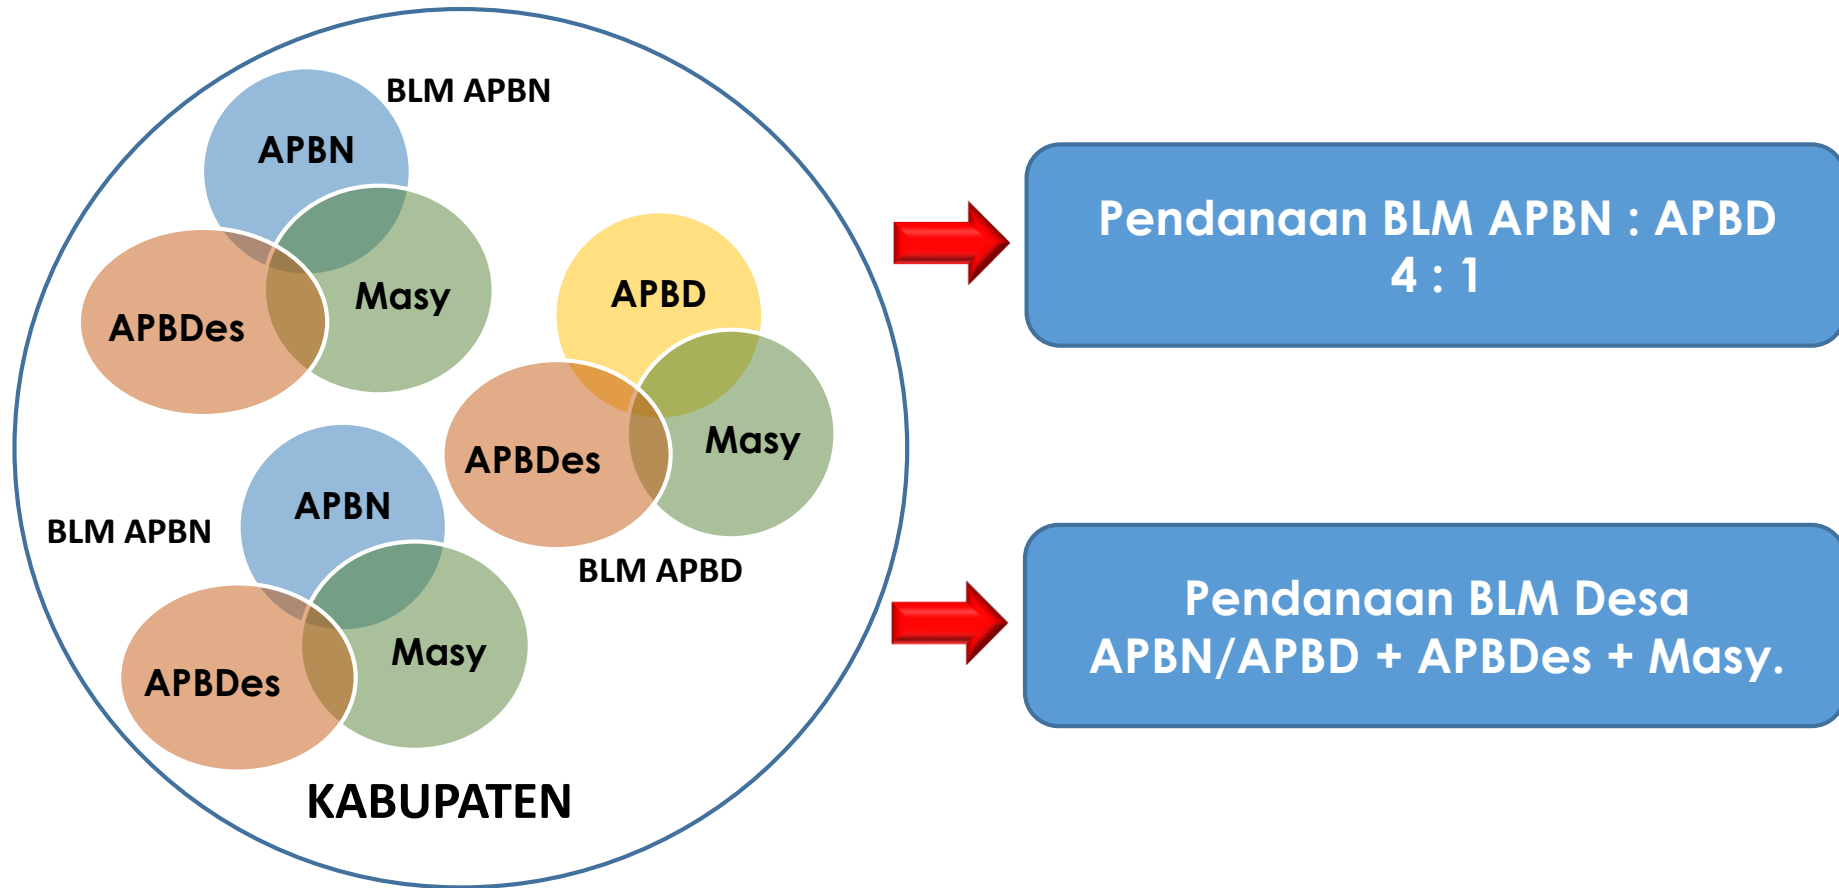 BLM APBN
APBN
Masy
APBDes
APBD
Masy
APBDes
BLM APBD
APBN
BLM APBN
Masy
APBDes
KABUPATEN
Pendanaan BLM APBN : APBD
4 : 1
Pendanaan BLM Desa
APBN/APBD + APBDes + Masy.